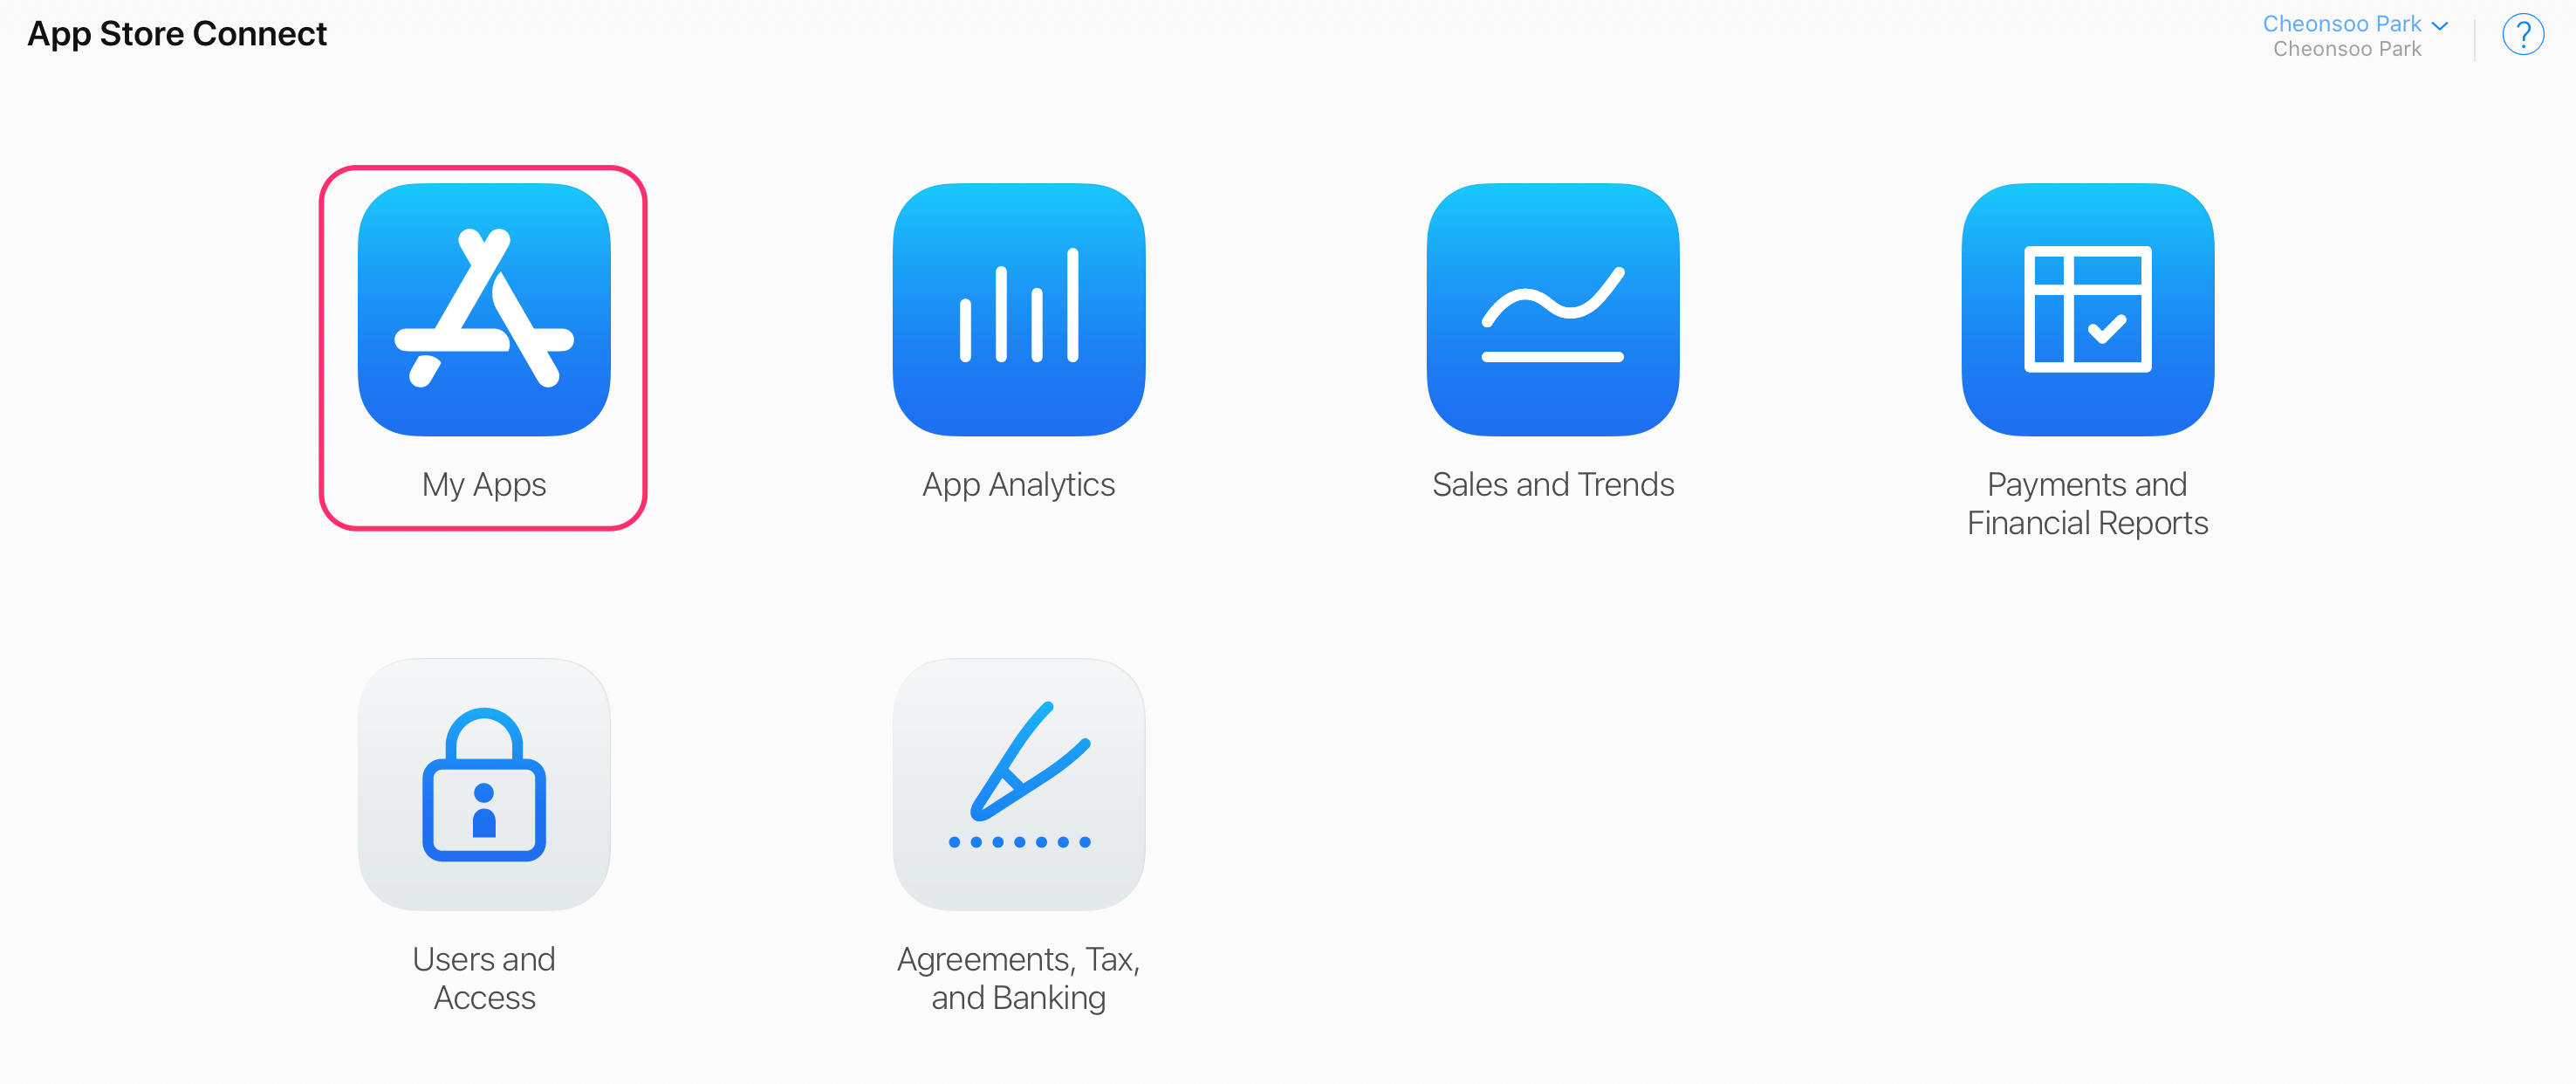 App Store Connect
Cheonsoo Park
Cheonsoo Park
?
My Apps
App Analytics
Sales and Trends
Payments and
Financial Reports
Users and
Access
Agreements, Tax,
and Banking